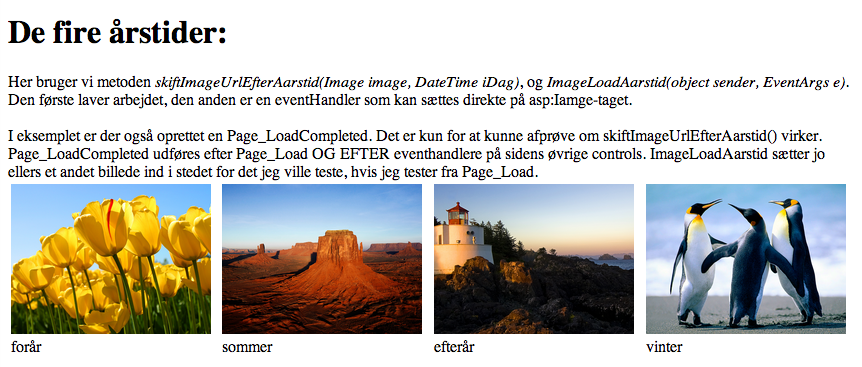 De fire årstider:
Her bruger vi metoden skiftImageUrlEfterAarstid(Image image, DateTime iDag), og ImageLoadAarstid(object sender, EventArgs e).
Den første laver arbejdet, den anden er en eventHandler som kan sættes direkte på asp:Iamge-taget.
I eksemplet er der også oprettet en Page_LoadCompleted. Det er kun for at kunne afprøve om skiftImageUrlEfterAarstid() virker.
Page_LoadCompleted udføres efter Page_Load OG EFTER eventhandlere på sidens øvrige controls. ImageLoadAarstid sætter jo
ellers et andet billede ind i stedet for det jeg ville teste, hvis jeg tester fra Page_Load.
forår
sommer
efterår
vinter